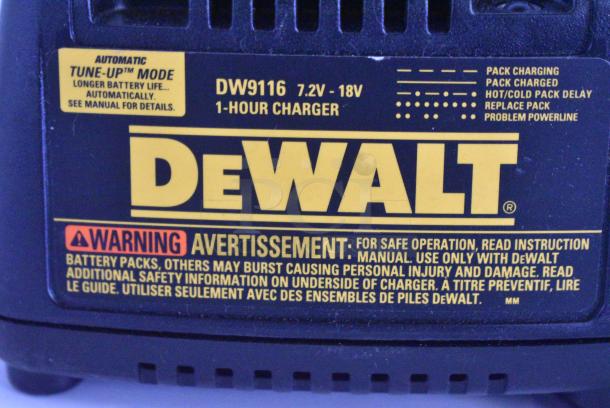 AUTOMATIC
TUNE-UP™ MODE
LONGER BATTERY LIFE...
AUTOMATICALLY.
SEE MANUAL FOR DETAILS.
DW9116 7.2V - 18V
1-HOUR CHARGER
PACK CHARGING
PACK CHARGED
HOT/COLD PACK DELAY
REPLACE PACK
PROBLEM POWERLINE
DEWALT®
WARNING AVERTISSEMENT: FOR SAFE OPERATION, READ INSTRUCTION
MANUAL. USE ONLY WITH DEWALT
BATTERY PACKS, OTHERS MAY BURST CAUSING PERSONAL INJURY AND DAMAGE. READ
ADDITIONAL SAFETY INFORMATION ON UNDERSIDE OF CHARGER. À TITRE PRÉVENTIF, LIRE
LE GUIDE. UTILISER SEULEMENT AVEC DES ENSEMBLES DE PILES DEWALT. MM